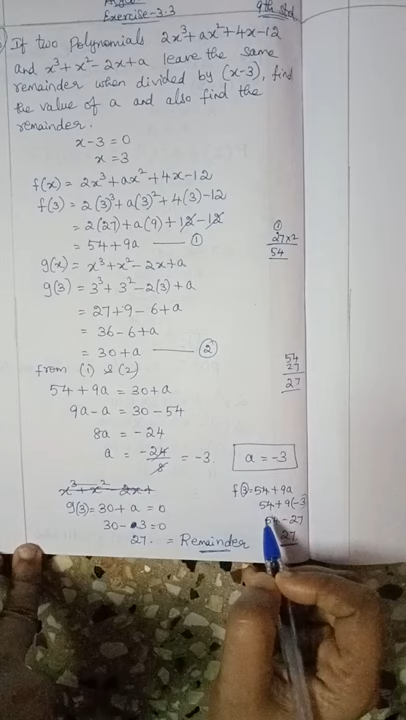 Exercise-3.3
If two Polynomials 2x³+ax²+4x-12
and x³+x²-2x+a leave the same
remainder when divided by (x-3), find
the value of a and also find the
remainder.
x-3=0
x=3
f(x) = 2x³+ax²+4x-12
f(3) = 2(3)³+a(3)²+4(3)-12
= 2(27)+a(9)+12-12
= 54+9a —— ①
27x2
54
g(x) = x³+x²-2x+a
g(3) = 3³+3²-2(3)+a
= 27+9-6+a
= 36-6+a
= 30+a —— ②
54
27
27
from (1) & (2)
54+9a = 30+a
9a-a = 30-54
8a = -24
a = -24/8 = -3
a = -3
x³+x²-2x+
g(3)=30+a=0
30-3=0
27. = Remainder
f(3)=54+9a
54+9(-3)
54-27
27